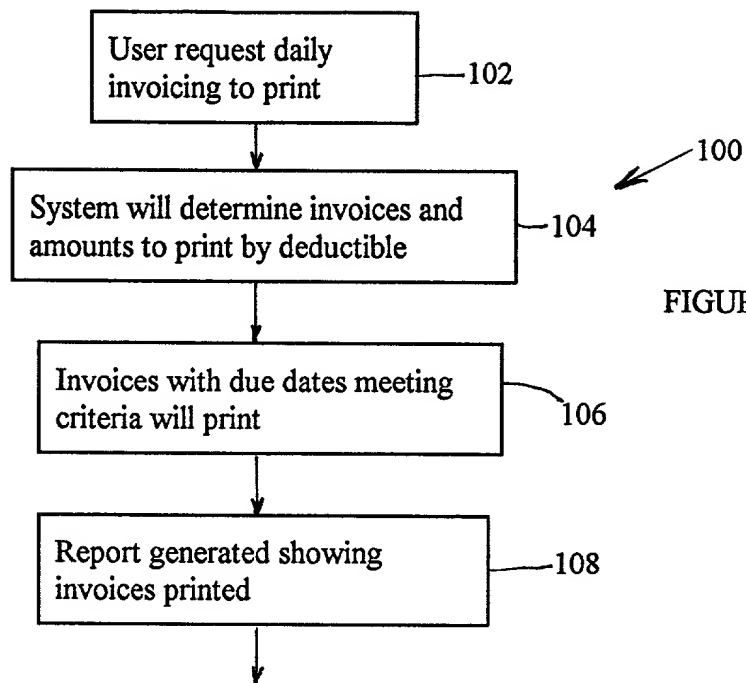 User request daily
invoicing to print
102
100
System will determine invoices and
amounts to print by deductible
104
Invoices with due dates meeting
criteria will print
106
Report generated showing
invoices printed
108